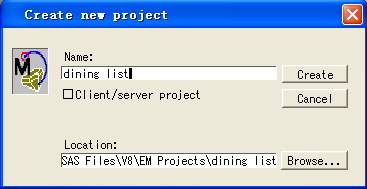 Create new project
Name:
dining list
Create
Client/server project
Cancel
Location:
SAS Files\V8\EM Projects\dining list
Browse...